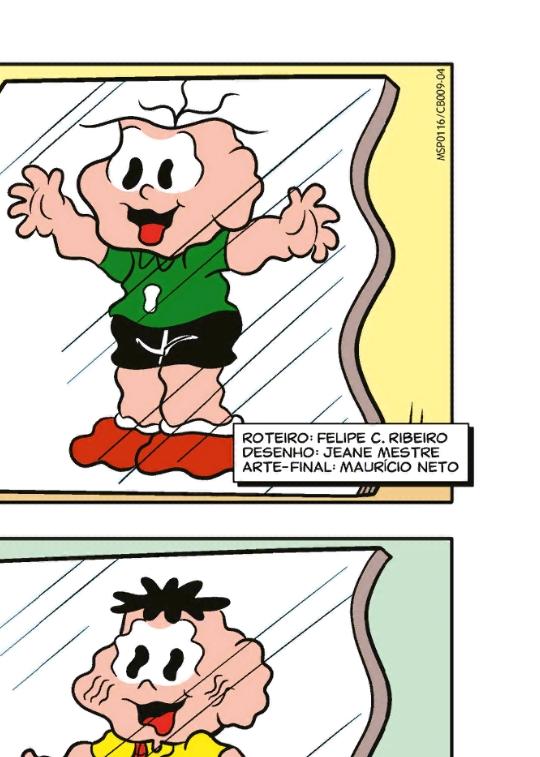 MSP0116/CB009-04
ROTEIRO: FELIPE C. RIBEIRO
DESENHO: JEANE MESTRE
ARTE-FINAL: MAURÍCIO NETO